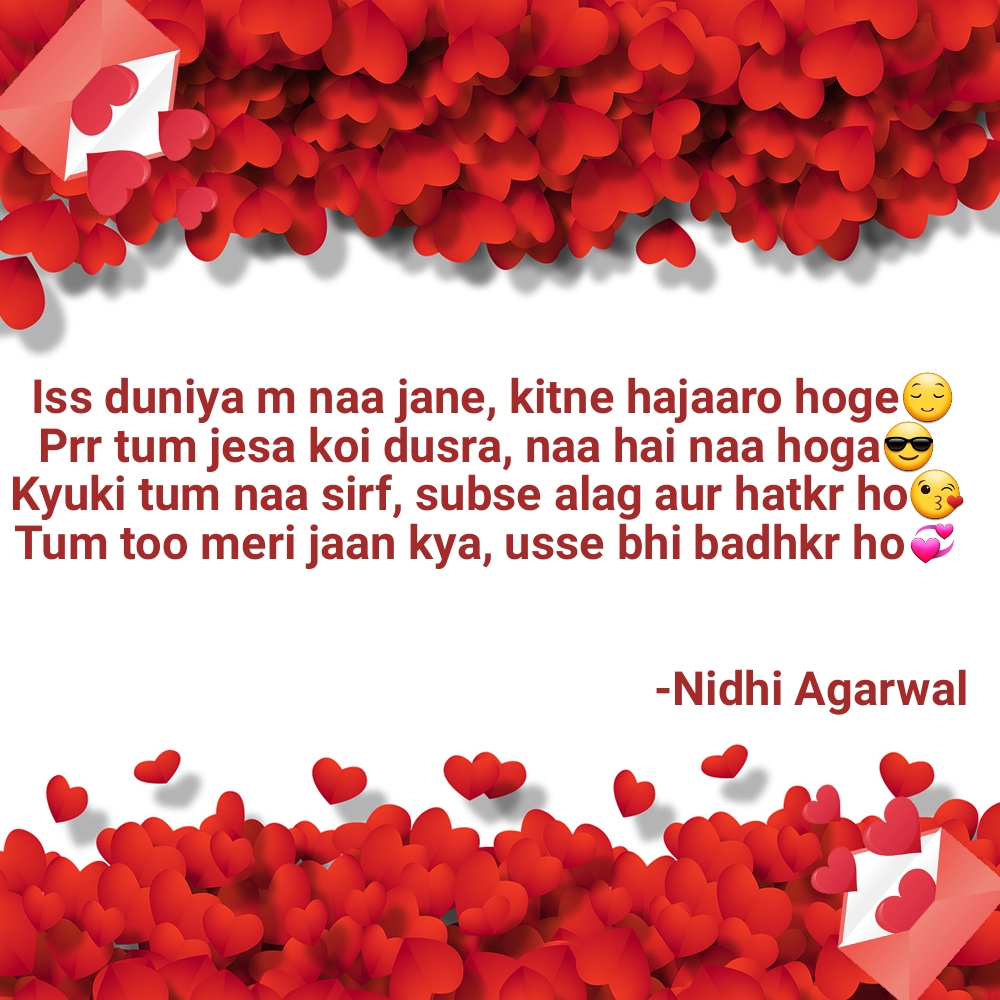 Iss duniya m naa jane, kitne hajaaro hoge😌
Prr tum jesa koi dusra, naa hai naa hoga😎
Kyuki tum naa sirf, subse alag aur hatkr ho😘
Tum too meri jaan kya, usse bhi badhkr ho💞
-Nidhi Agarwal